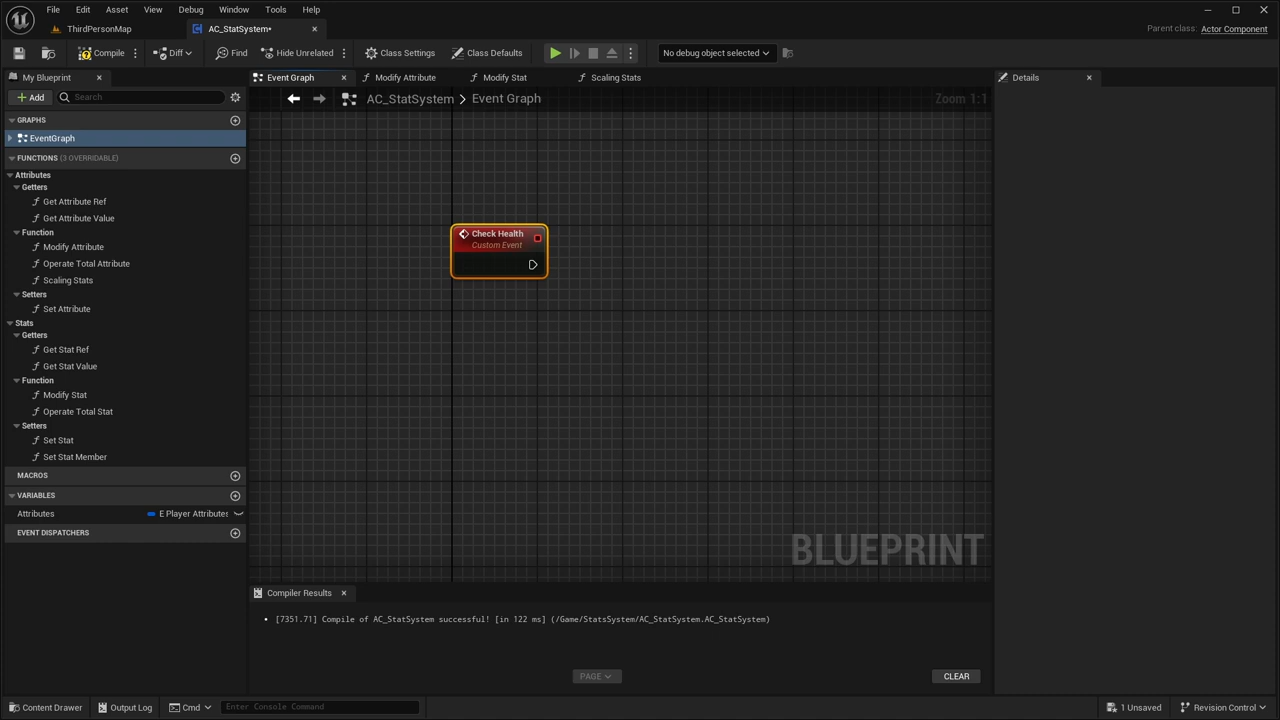 File Edit Asset View Debug Window Tools Help
ThirdPersonMap AC_StatSystem* Parent class: Actor Component
Compile Diff Find Hide Unrelated Class Settings Class Defaults No debug object selected
My Blueprint Event Graph Modify Attribute Modify Stat Scaling Stats Details
Add Search AC_StatSystem > Event Graph Zoom 1:1
GRAPHS
EventGraph
FUNCTIONS (3 OVERRIDABLE)
Attributes
Getters
Get Attribute Ref
Get Attribute Value
Function
Modify Attribute
Operate Total Attribute
Scaling Stats
Setters
Set Attribute
Stats
Getters
Get Stat Ref
Get Stat Value
Function
Modify Stat
Operate Total Stat
Setters
Set Stat
Set Stat Member
MACROS
VARIABLES
Attributes E Player Attributes
EVENT DISPATCHERS
Check Health
Custom Event
BLUEPRINT
Compiler Results
[7351.71] Compile of AC_StatSystem successful! [in 122 ms] (/Game/StatsSystem/AC_StatSystem.AC_StatSystem)
PAGE CLEAR
Content Drawer Output Log Cmd Enter Console Command 1 Unsaved Revision Control